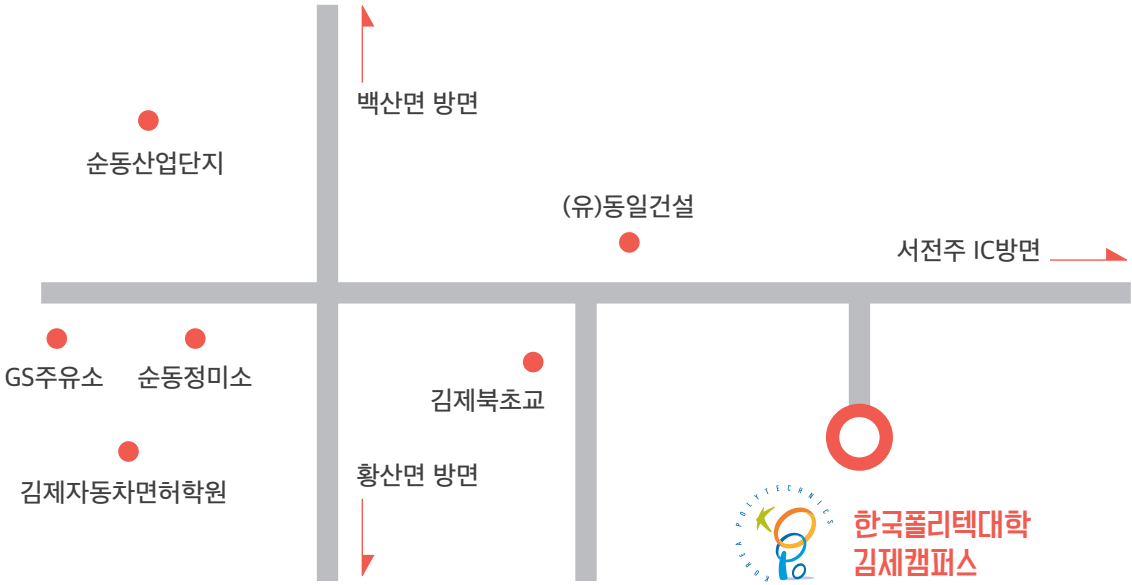 백산면 방면
순동산업단지
(유)동일건설
서전주 IC방면
GS주유소
순동정미소
김제북초교
황산면 방면
김제자동차면허학원
KOREA POLYTECHNICS
한국폴리텍대학
김제캠퍼스